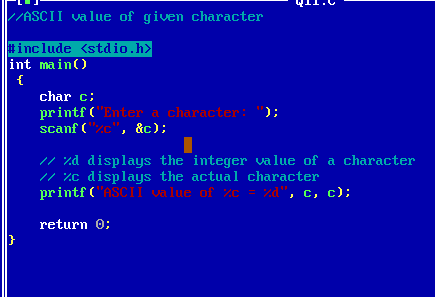 Q11.C
//ASCII value of given character
#include <stdio.h>
int main()
{
char c;
printf("Enter a character: ");
scanf("%c", &c);
// %d displays the integer value of a character
// %c displays the actual character
printf("ASCII value of %c = %d", c, c);
return 0;
}